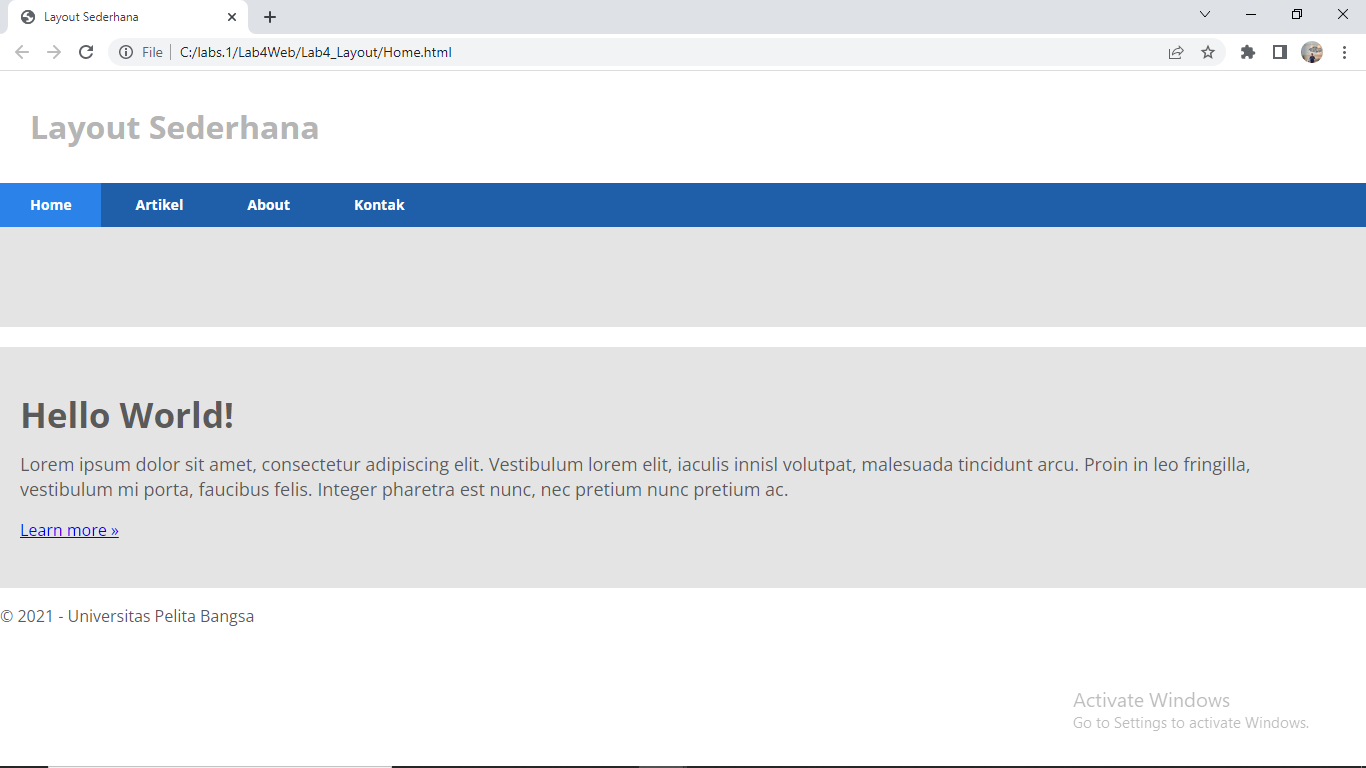 Layout Sederhana
File C:/labs.1/Lab4Web/Lab4_Layout/Home.html
Layout Sederhana
Home Artikel About Kontak
Hello World!
Lorem ipsum dolor sit amet, consectetur adipiscing elit. Vestibulum lorem elit, iaculis innisl volutpat, malesuada tincidunt arcu. Proin in leo fringilla,
vestibulum mi porta, faucibus felis. Integer pharetra est nunc, nec pretium nunc pretium ac.
Learn more »
© 2021 - Universitas Pelita Bangsa
Activate Windows
Go to Settings to activate Windows.